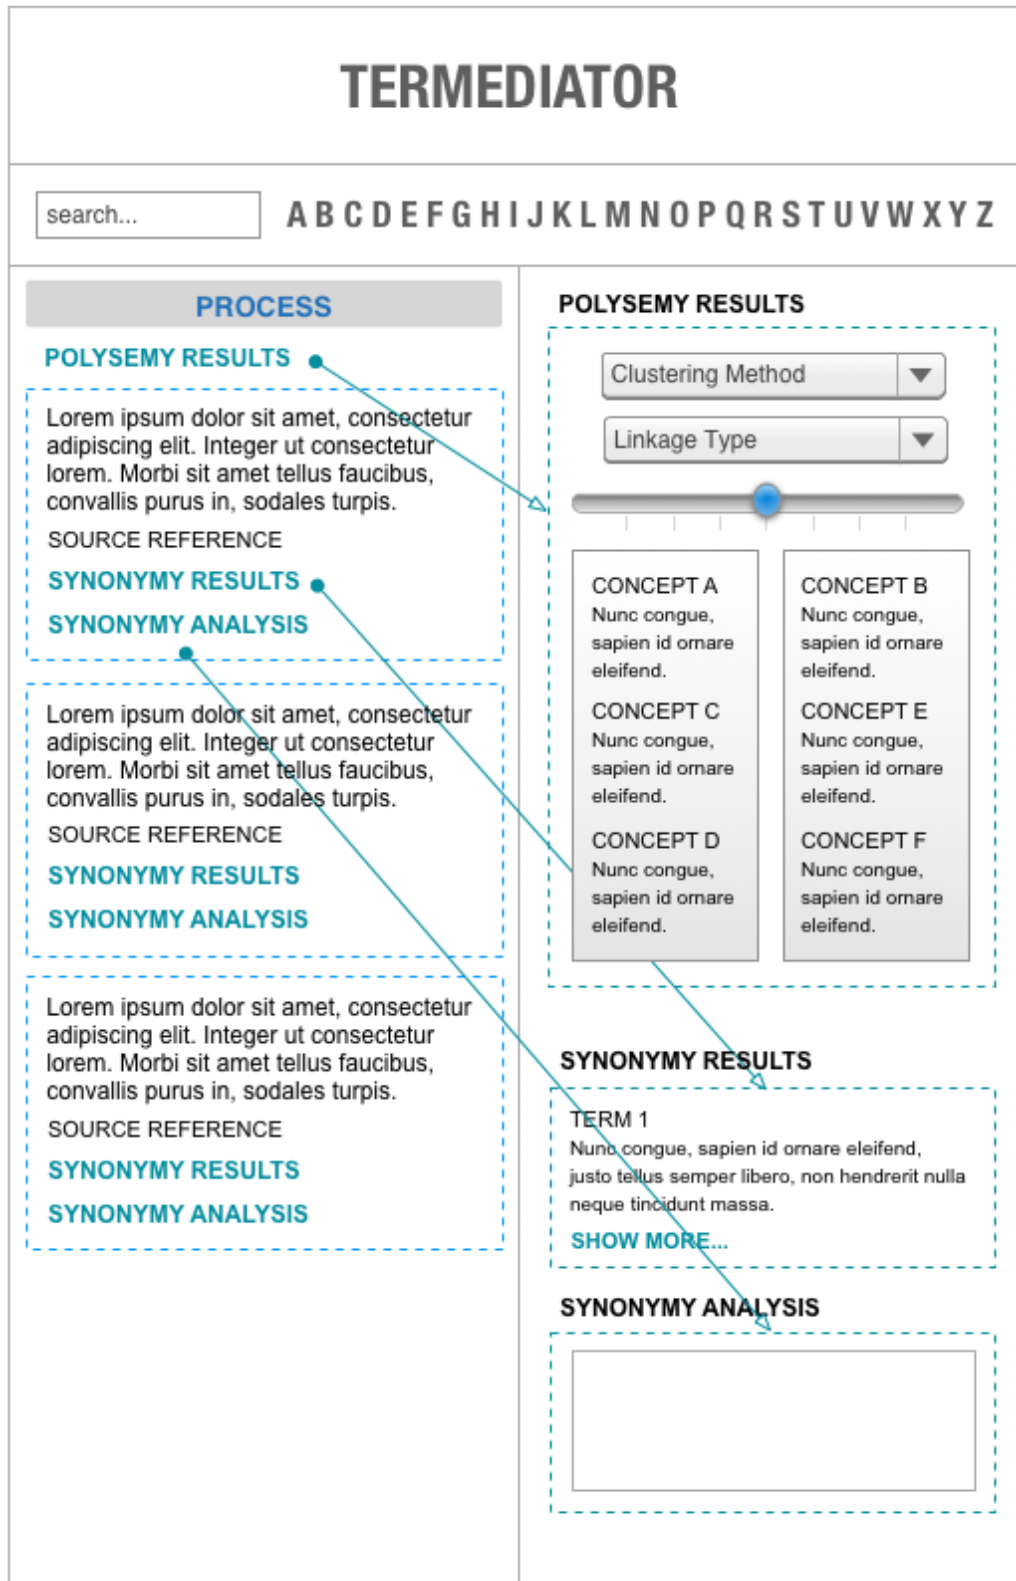 TERMEDIATOR
search...
A B C D E F G H I J K L M N O P Q R S T U V W X Y Z
PROCESS
POLYSEMY RESULTS
Lorem ipsum dolor sit amet, consectetur
adipiscing elit. Integer ut consectetur
lorem. Morbi sit amet tellus faucibus,
convallis purus in, sodales turpis.
SOURCE REFERENCE
SYNONYMY RESULTS
SYNONYMY ANALYSIS
Lorem ipsum dolor sit amet, consectetur
adipiscing elit. Integer ut consectetur
lorem. Morbi sit amet tellus faucibus,
convallis purus in, sodales turpis.
SOURCE REFERENCE
SYNONYMY RESULTS
SYNONYMY ANALYSIS
Lorem ipsum dolor sit amet, consectetur
adipiscing elit. Integer ut consectetur
lorem. Morbi sit amet tellus faucibus,
convallis purus in, sodales turpis.
SOURCE REFERENCE
SYNONYMY RESULTS
SYNONYMY ANALYSIS
POLYSEMY RESULTS
Clustering Method
Linkage Type
CONCEPT A
Nunc congue,
sapien id ornare
eleifend.
CONCEPT C
Nunc congue,
sapien id ornare
eleifend.
CONCEPT D
Nunc congue,
sapien id ornare
eleifend.
CONCEPT B
Nunc congue,
sapien id ornare
eleifend.
CONCEPT E
Nunc congue,
sapien id ornare
eleifend.
CONCEPT F
Nunc congue,
sapien id ornare
eleifend.
SYNONYMY RESULTS
TERM 1
Nunc congue, sapien id ornare eleifend,
justo tellus semper libero, non hendrerit nulla
neque tincidunt massa.
SHOW MORE...
SYNONYMY ANALYSIS